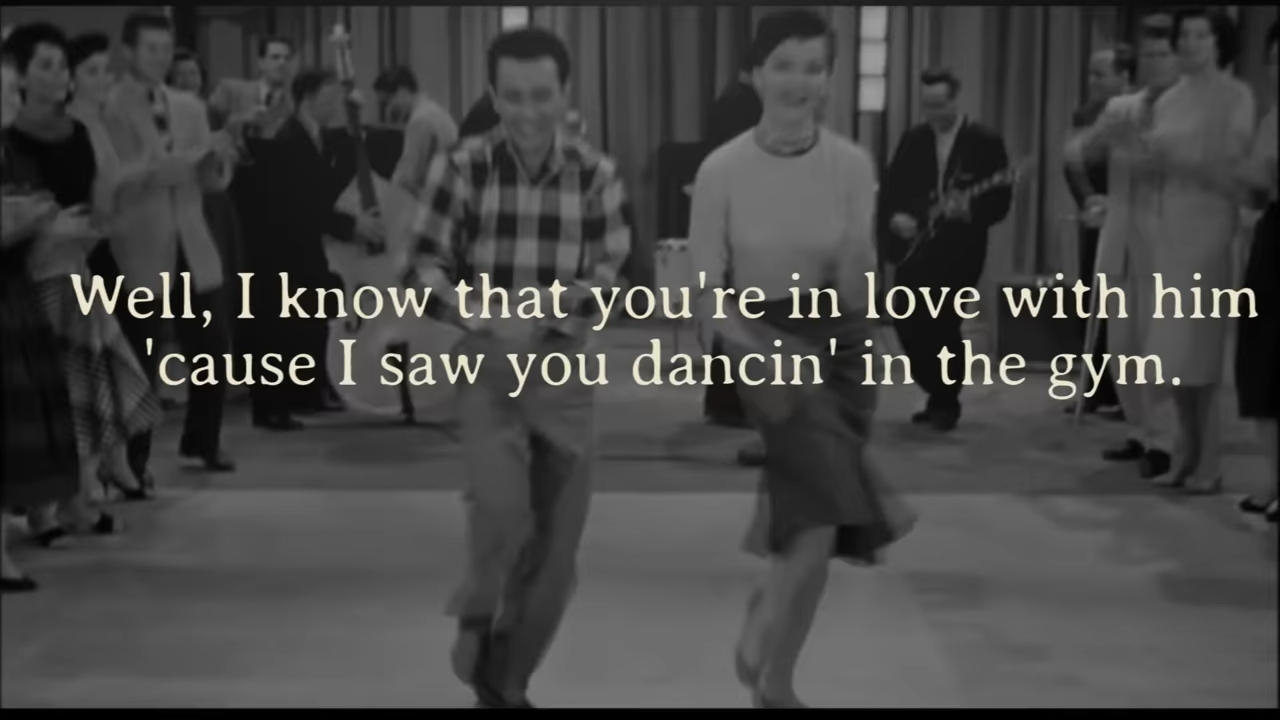 Well, I know that you're in love with him
'cause I saw you dancin' in the gym.